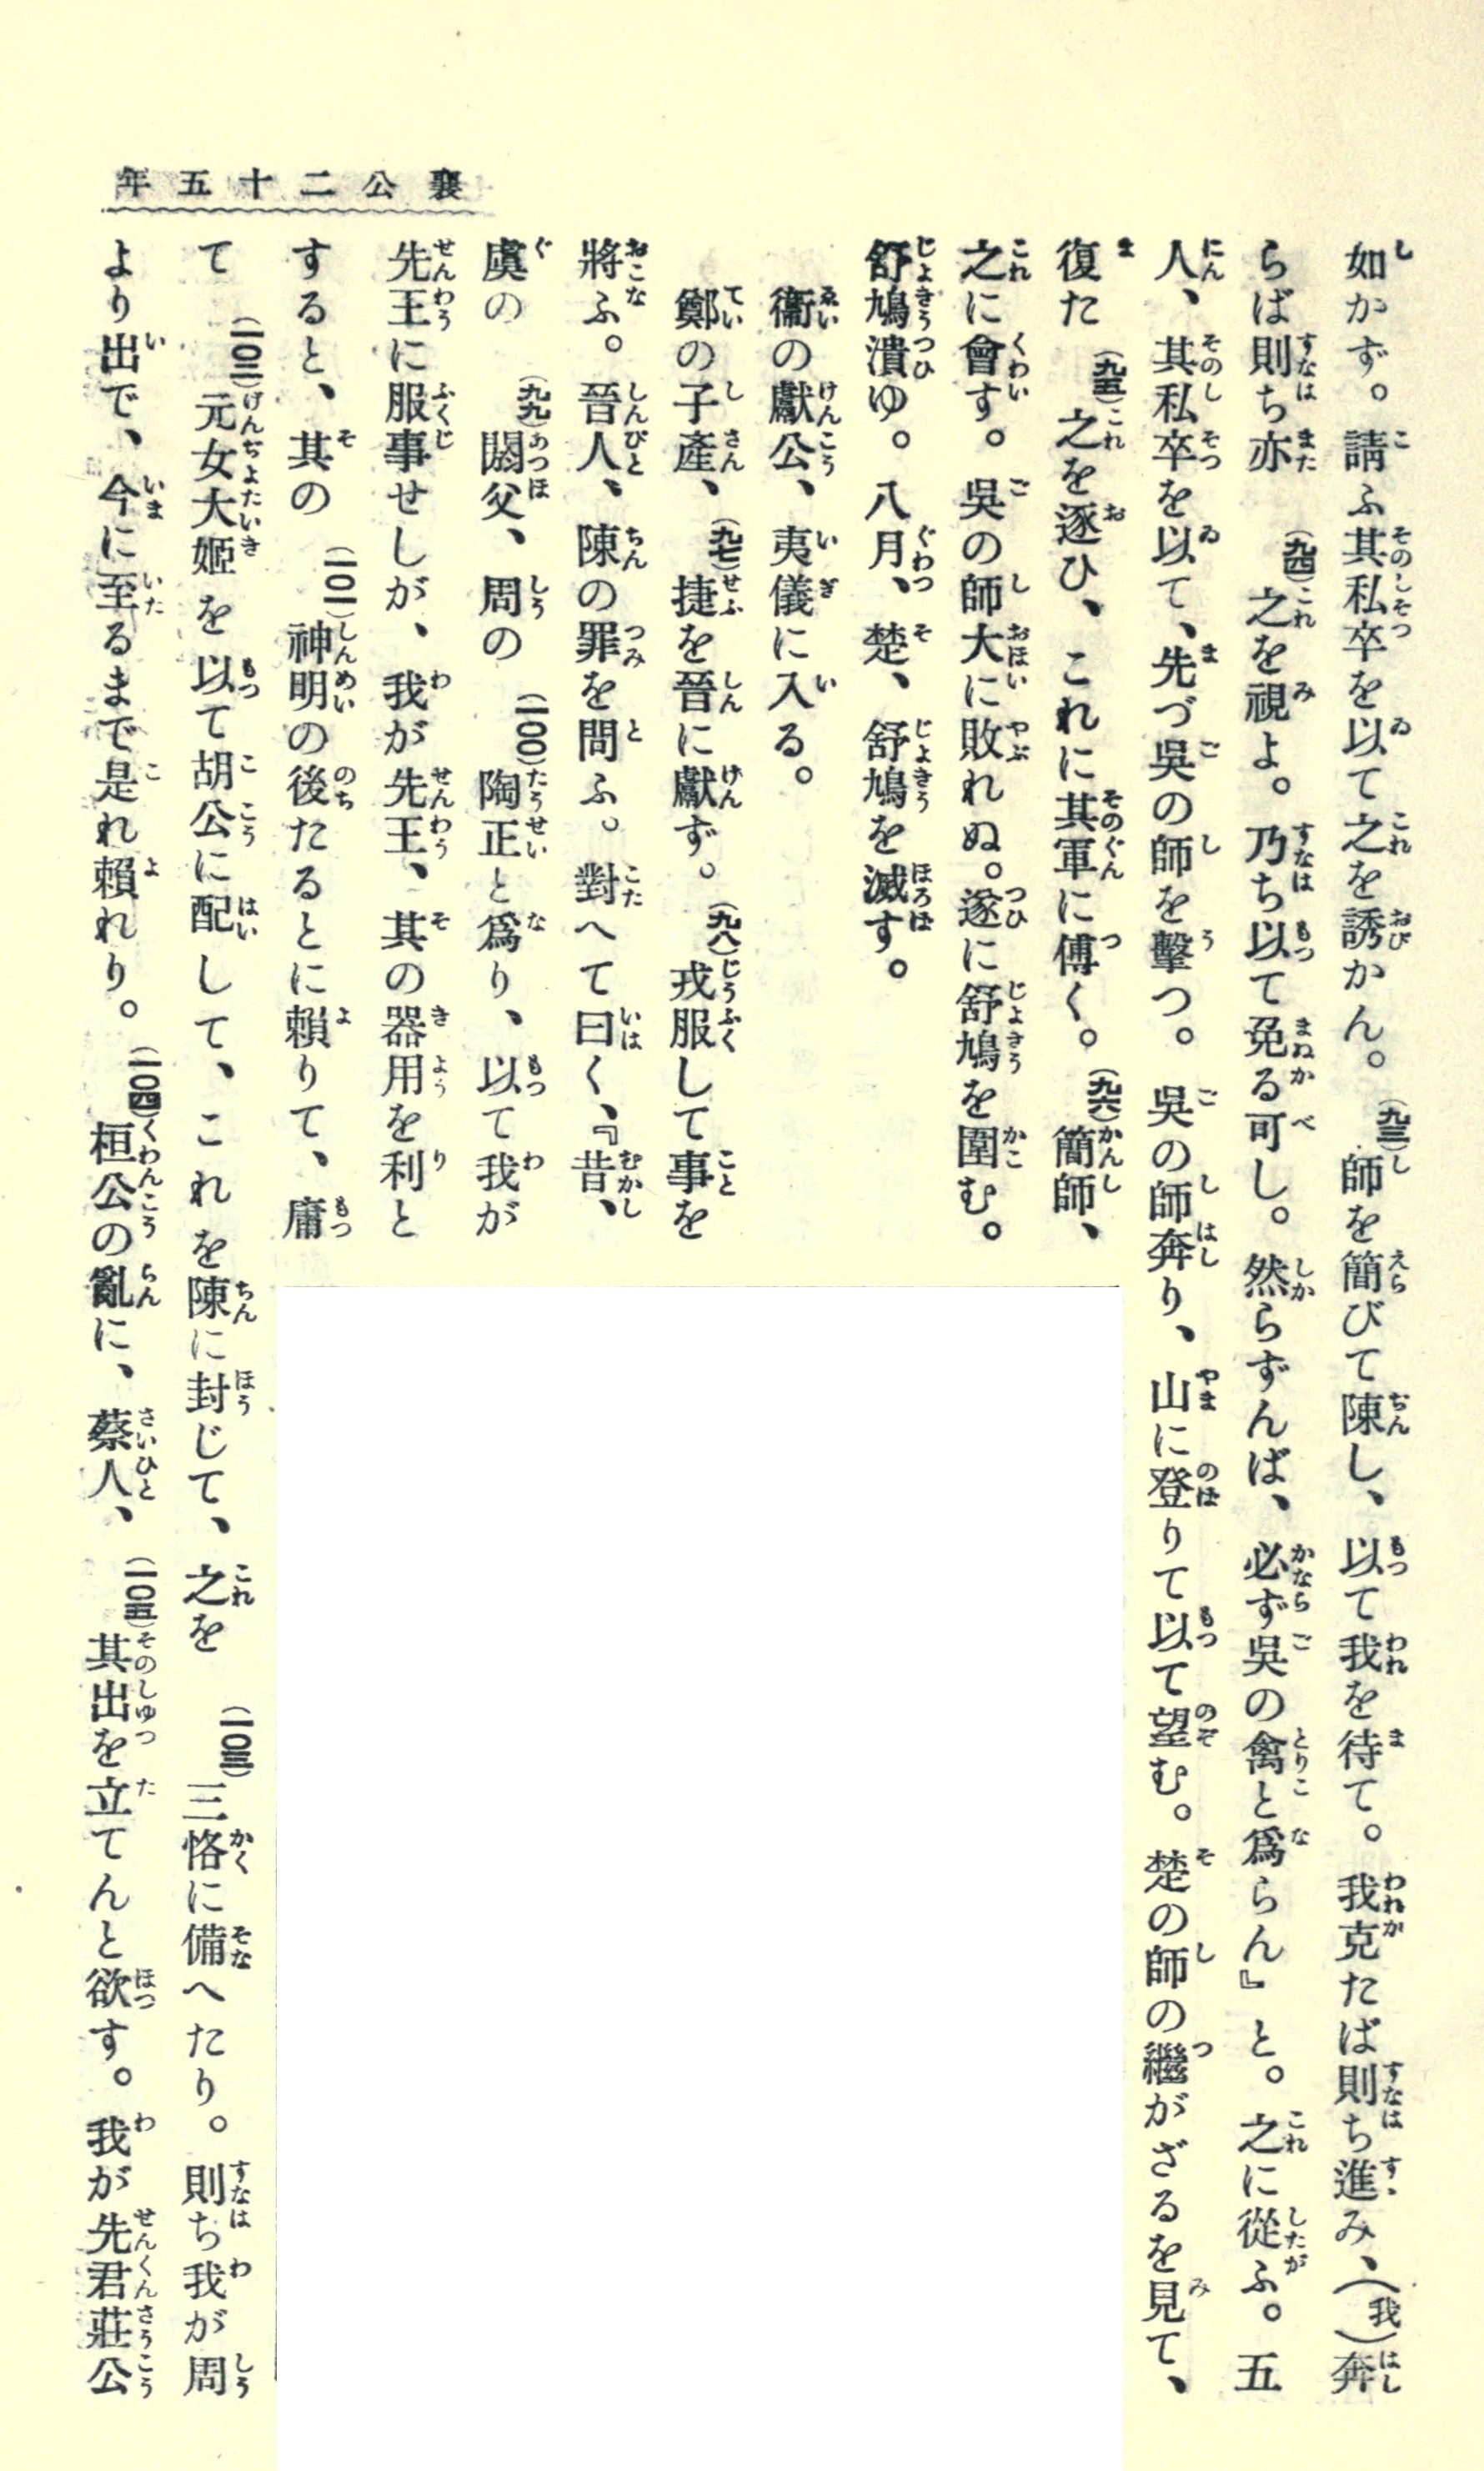 襄公二十五年
如かず。請ふ其私卒を以て之を誘かん。(九三)師を簡びて陳し、以て我を待て。我克たば則ち進み、(我)奔
らば則ち亦(九四)之を視よ。乃ち以て免る可し。然らずんば、必ず吳の禽と爲らん』と。之に從ふ。五
人、其私卒を以て、先づ吳の師を擊つ。吳の師奔り、山に登りて以て望む。楚の師の繼がざるを見て、
復た(九五)之を逐ひ、これに其軍に傅く。(九六)簡師、
之に會す。吳の師大に敗れぬ。遂に舒鳩を圍む。
舒鳩潰ゆ。八月、楚、舒鳩を滅す。
衞の獻公、夷儀に入る。
鄭の子產、(九七)捷を晉に獻ず。(九八)戎服して事を
將ふ。晉人、陳の罪を問ふ。對へて曰く、『昔、
虞の(九九)閼父、周の(一〇〇)陶正と爲り、以て我が
先王に服事せしが、我が先王、其の器用を利と
すると、其の(一〇一)神明の後たるとに賴りて、庸
て(一〇二)元女大姬を以て胡公に配して、これを陳に封じて、之を(一〇三)三恪に備へたり。則ち我が周
より出で、今に至るまで是れ賴れり。(一〇四)桓公の亂に、蔡人、(一〇五)其出を立てんと欲す。我が先君莊公